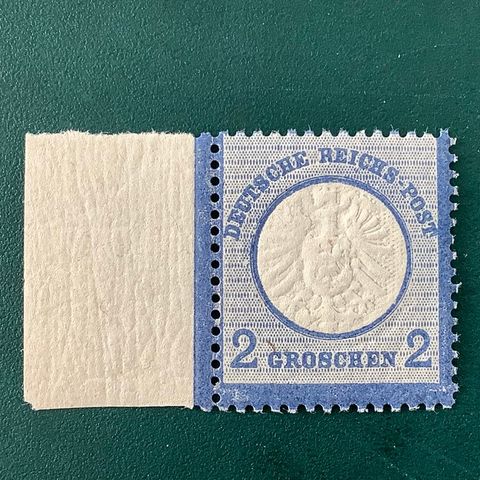 DEUTSCHE REICHS-POST
2 GROSCHEN 2